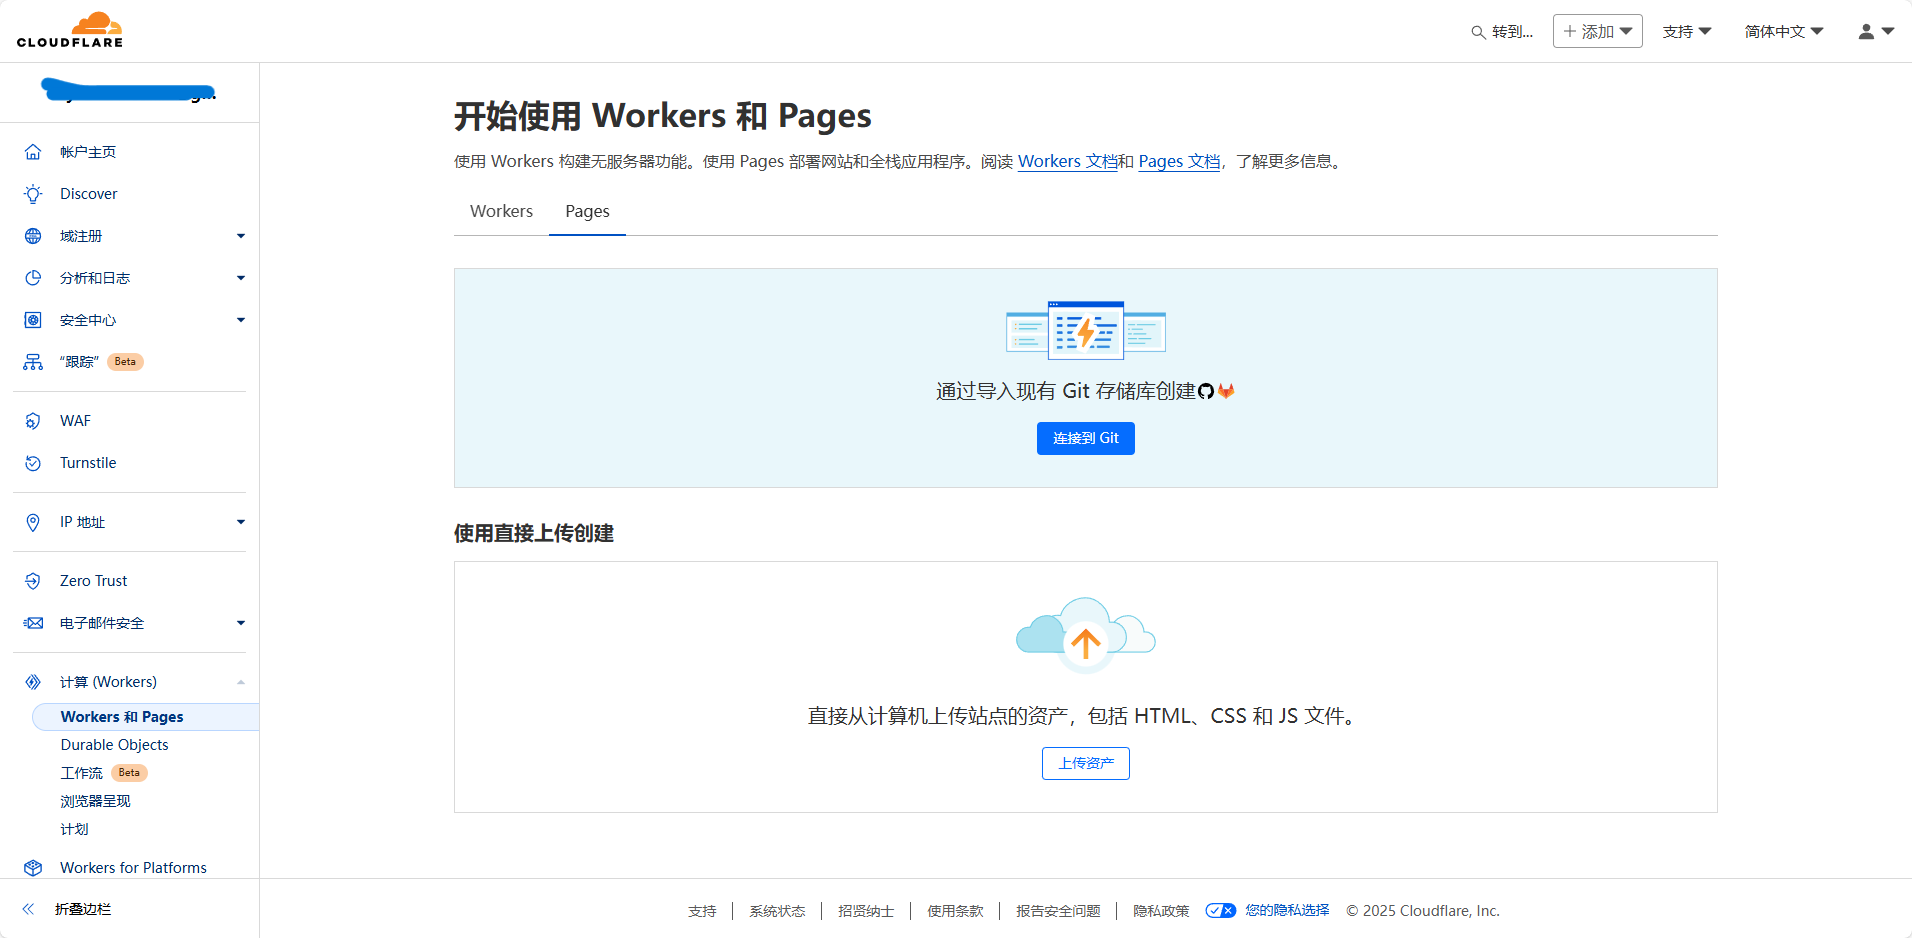 CLOUDFLARE
转到...
添加
支持
简体中文
帐户主页
Discover
域注册
分析和日志
安全中心
“跟踪” Beta
WAF
Turnstile
IP 地址
Zero Trust
电子邮件安全
计算 (Workers)
Workers 和 Pages
Durable Objects
工作流 Beta
浏览器呈现
计划
Workers for Platforms
折叠边栏
开始使用 Workers 和 Pages
使用 Workers 构建无服务器功能。使用 Pages 部署网站和全栈应用程序。阅读 Workers 文档和 Pages 文档，了解更多信息。
Workers
Pages
通过导入现有 Git 存储库创建
连接到 Git
使用直接上传创建
直接从计算机上传站点的资产，包括 HTML、CSS 和 JS 文件。
上传资产
支持
系统状态
招贤纳士
使用条款
报告安全问题
隐私政策
您的隐私选择
© 2025 Cloudflare, Inc.